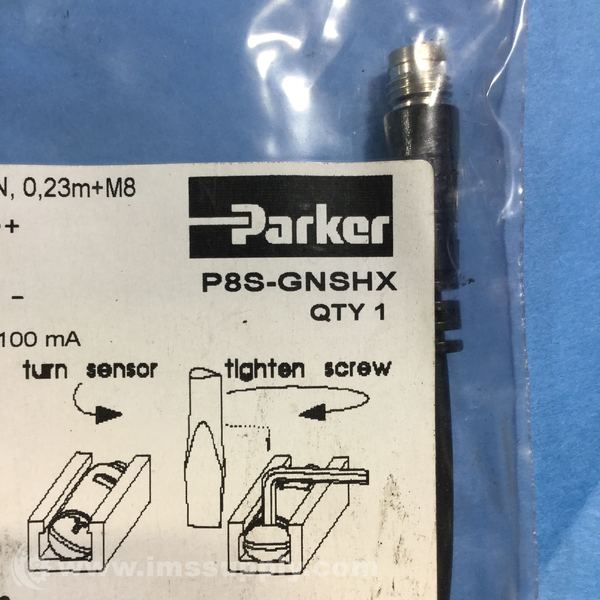 N, 0,23m+M8
Parker
+
P8S-GNSHX
–
QTY 1
100 mA
turn sensor
tighten screw
© www.imssupply.com